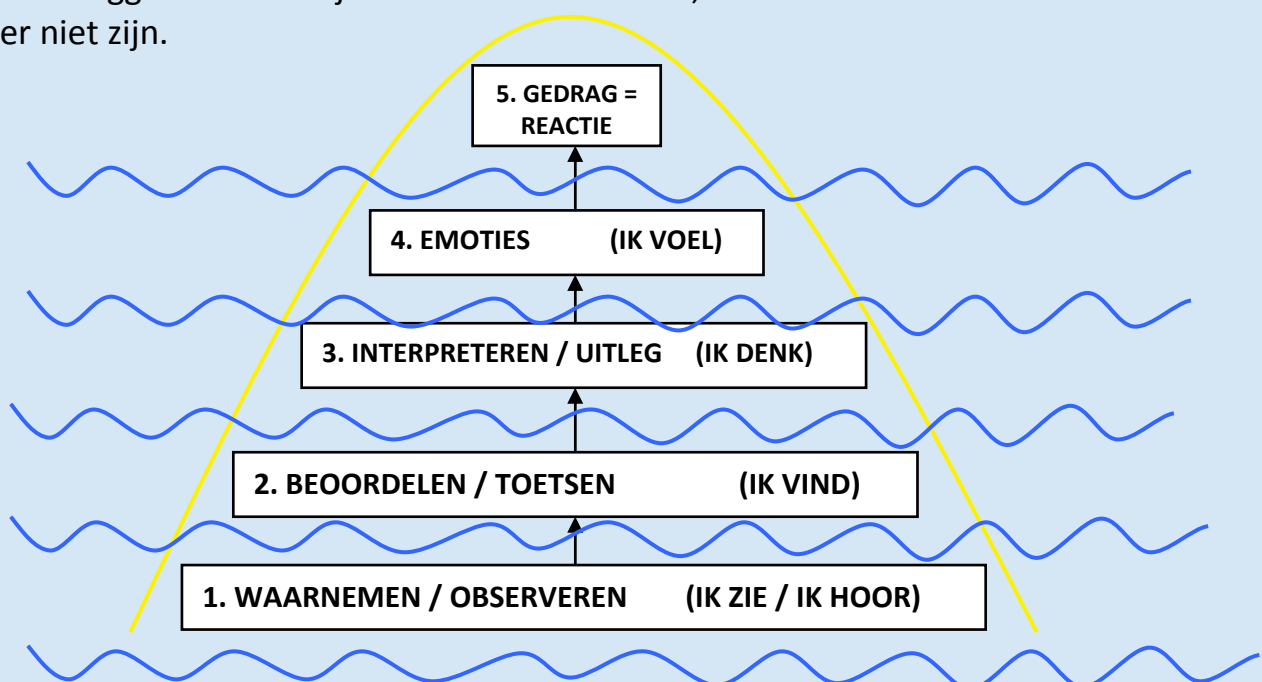 er niet zijn.
5. GEDRAG =
REACTIE
4. EMOTIES (IK VOEL)
3. INTERPRETEREN / UITLEG (IK DENK)
2. BEOORDELEN / TOETSEN (IK VIND)
1. WAARNEMEN / OBSERVEREN (IK ZIE / IK HOOR)